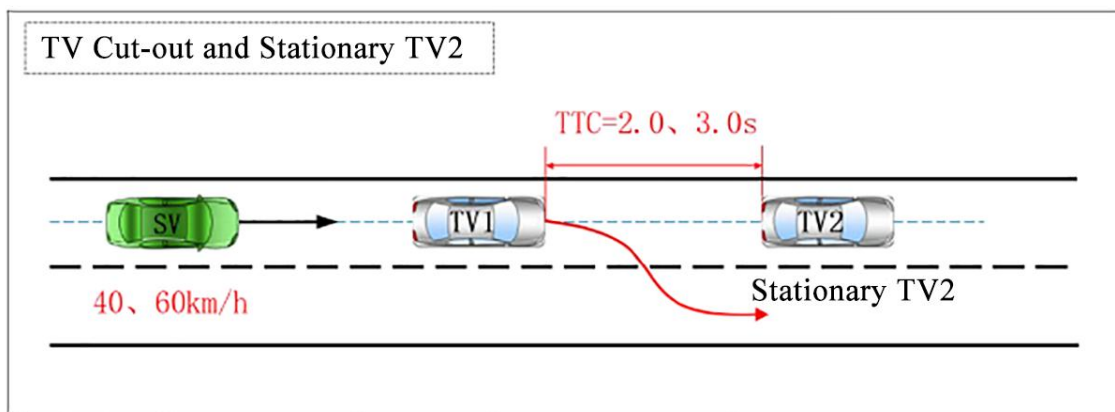 TV Cut-out and Stationary TV2
TTC=2.0、3.0s
SV
TV1
TV2
Stationary TV2
40、60km/h